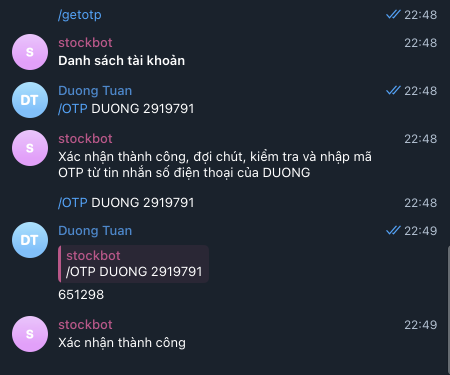 /getotp 22:48
stockbot 22:48
S
Danh sách tài khoản
Duong Tuan 22:48
DT
/OTP DUONG 2919791
stockbot 22:48
S
Xác nhận thành công, đợi chút, kiểm tra và nhập mã
OTP từ tin nhắn số điện thoại của DUONG
/OTP DUONG 2919791 22:48
Duong Tuan 22:49
DT
stockbot
/OTP DUONG 2919791
651298
stockbot 22:49
S
Xác nhận thành công